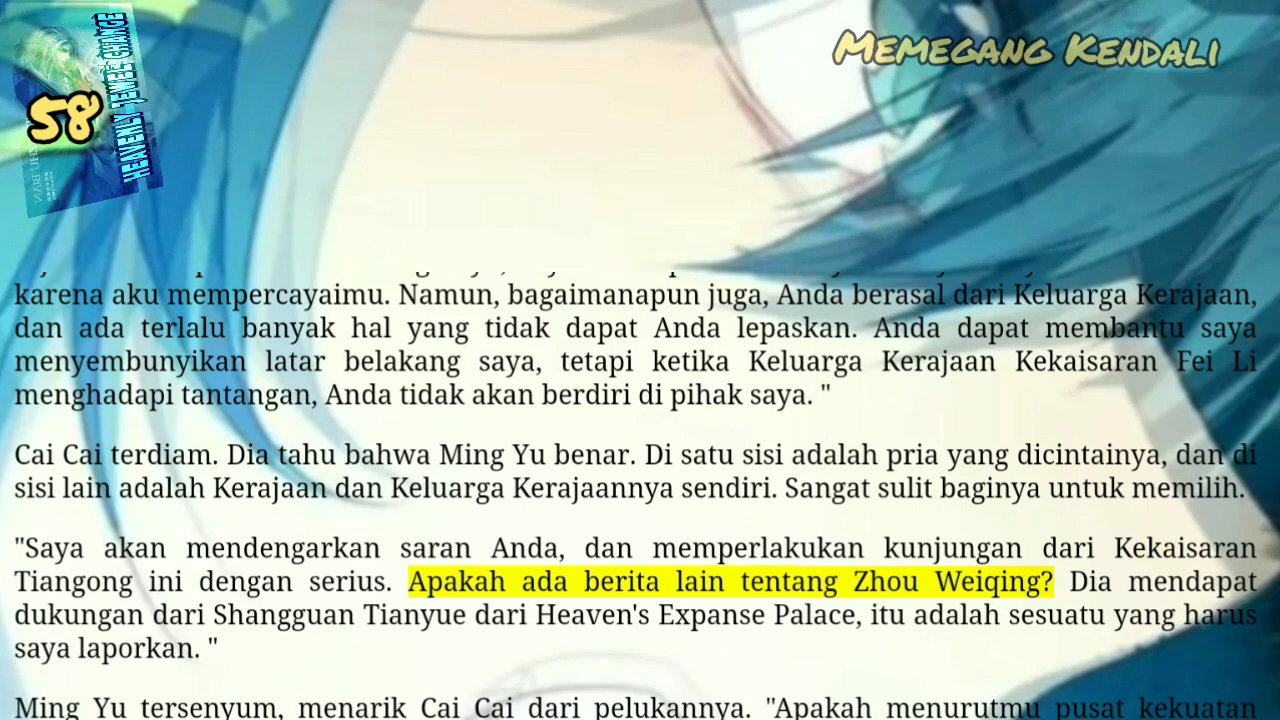 HEAVENLY JEWEL CHANGE
58
Memegang Kendali
karena aku mempercayaimu. Namun, bagaimanapun juga, Anda berasal dari Keluarga Kerajaan,
dan ada terlalu banyak hal yang tidak dapat Anda lepaskan. Anda dapat membantu saya
menyembunyikan latar belakang saya, tetapi ketika Keluarga Kerajaan Kekaisaran Fei Li
menghadapi tantangan, Anda tidak akan berdiri di pihak saya. "
Cai Cai terdiam. Dia tahu bahwa Ming Yu benar. Di satu sisi adalah pria yang dicintainya, dan di
sisi lain adalah Kerajaan dan Keluarga Kerajaannya sendiri. Sangat sulit baginya untuk memilih.
"Saya akan mendengarkan saran Anda, dan memperlakukan kunjungan dari Kekaisaran
Tiangong ini dengan serius. Apakah ada berita lain tentang Zhou Weiqing? Dia mendapat
dukungan dari Shangguan Tianyue dari Heaven's Expanse Palace, itu adalah sesuatu yang harus
saya laporkan. "
Ming Yu tersenyum, menarik Cai Cai dari pelukannya. "Apakah menurutmu pusat kekuatan